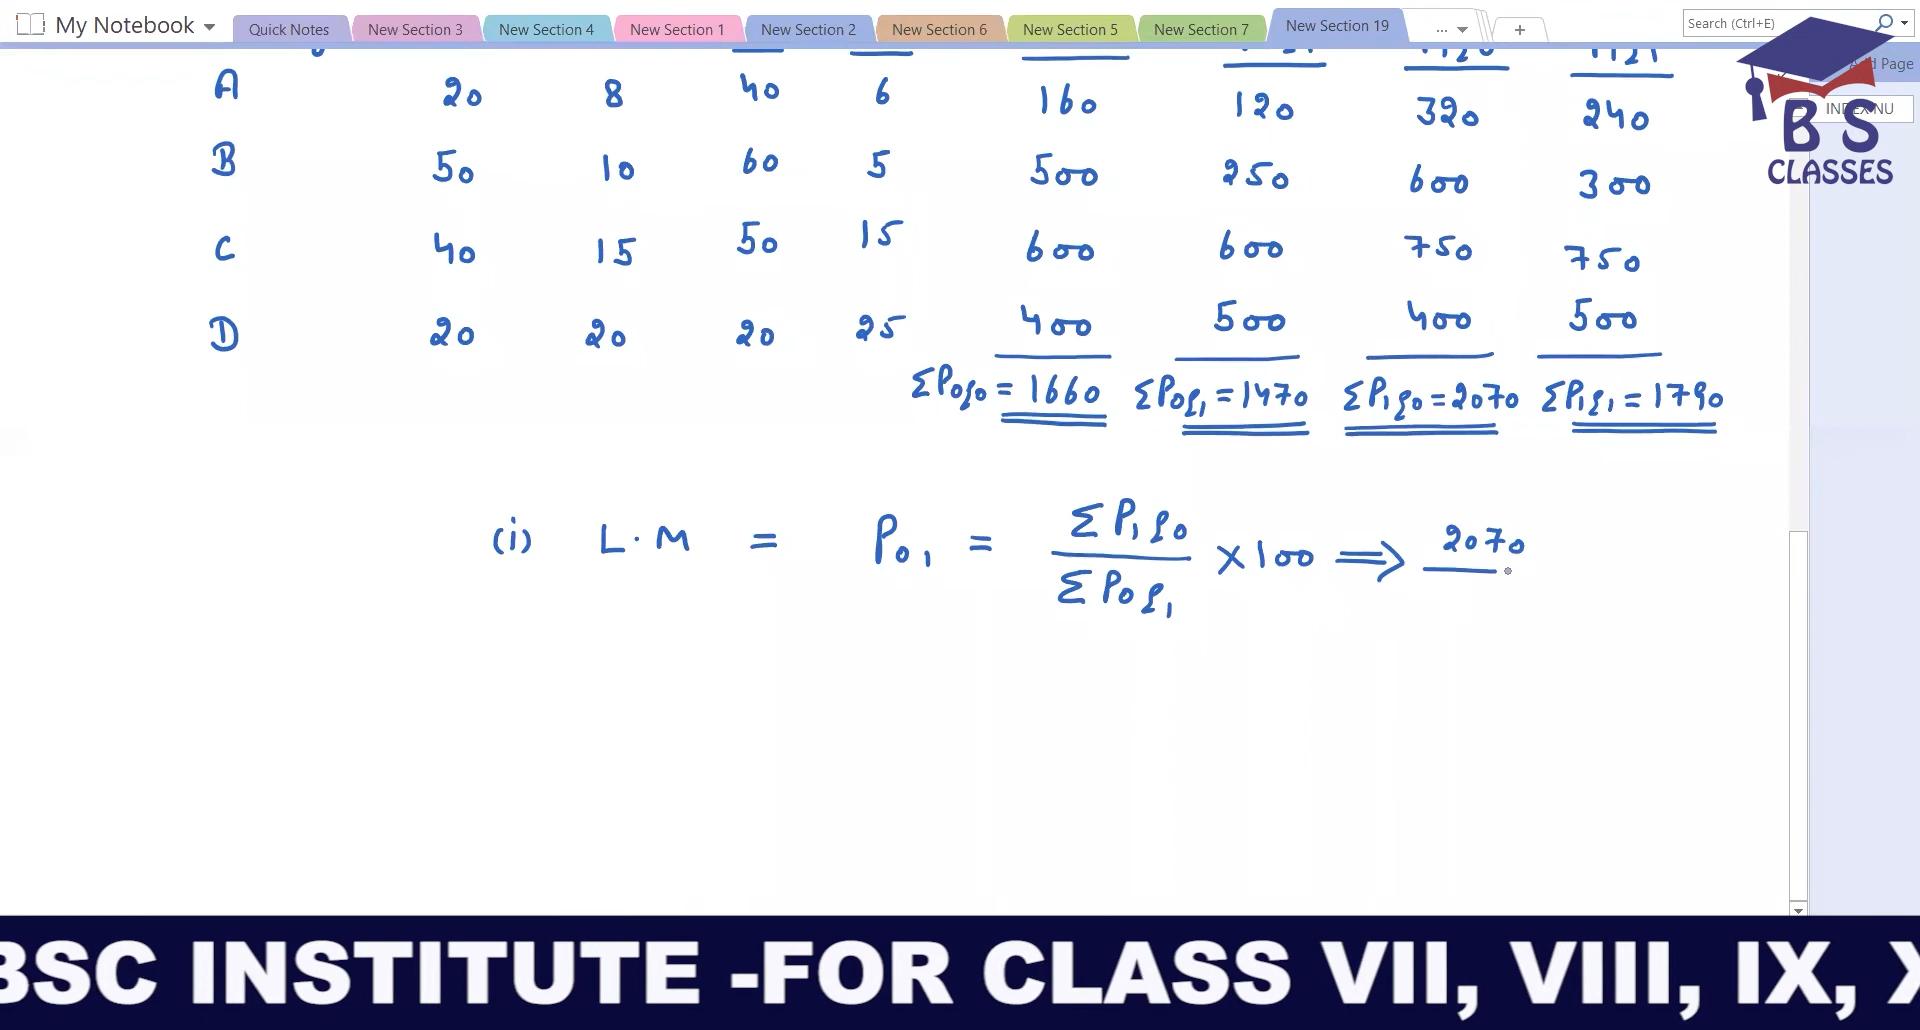 My Notebook Quick Notes New Section 3 New Section 4 New Section 1 New Section 2 New Section 6 New Section 5 New Section 7 New Section 19 ... + Search (Ctrl+E)
Page
INDEX NU
B S
CLASSES
A 20 8 40 6 160 120 320 240
B 50 10 60 5 500 250 600 300
C 40 15 50 15 600 600 750 750
D 20 20 20 25 400 500 400 500
ΣP₀q₀ = 1660 ΣP₀q₁ = 1470 ΣP₁q₀ = 2070 ΣP₁q₁ = 1790
(i) L.M = P₀₁ = ΣP₁q₀ / ΣP₀q₁ × 100 ⇒ 2070
BSC INSTITUTE -FOR CLASS VII, VIII, IX, X